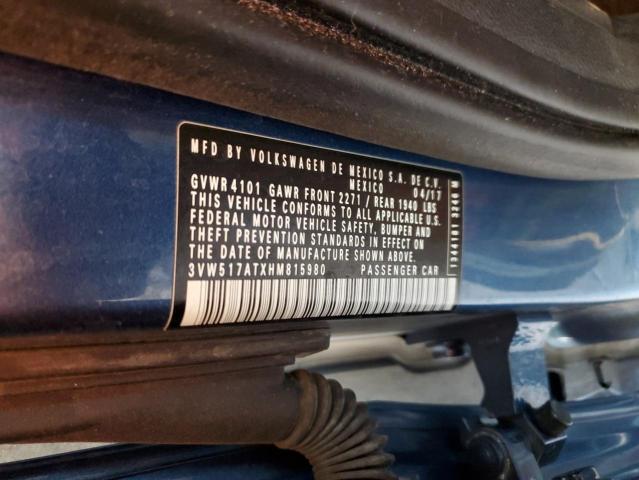 MFD BY VOLKSWAGEN DE MEXICO S.A. DE C.V.
MEXICO 04/17
GVWR 4101 GAWR FRONT 2271 / REAR 1940 LBS
THIS VEHICLE CONFORMS TO ALL APPLICABLE U.S.
FEDERAL MOTOR VEHICLE SAFETY, BUMPER AND
THEFT PREVENTION STANDARDS IN EFFECT ON
THE DATE OF MANUFACTURE SHOWN ABOVE.
3VW517ATXHM815980 PASSENGER CAR